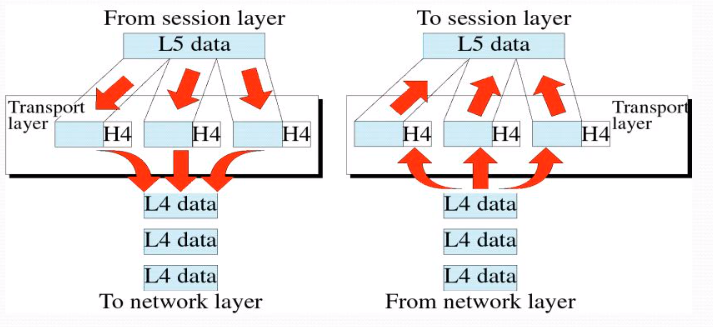 From session layer
L5 data
Transport
layer
H4
H4
H4
L4 data
L4 data
L4 data
To network layer
To session layer
L5 data
Transport
layer
H4
H4
H4
L4 data
L4 data
L4 data
From network layer